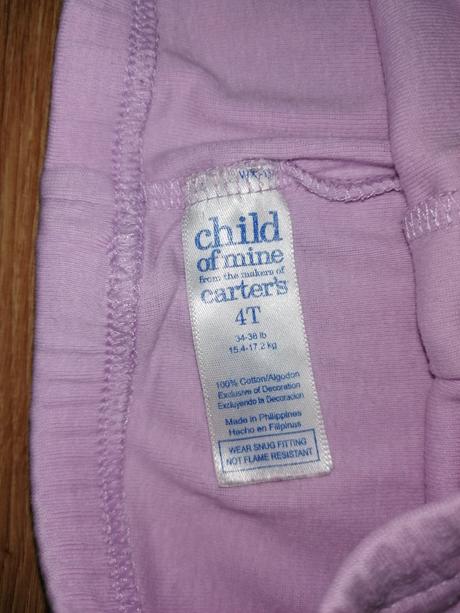 child
of mine
from the makers of
carter's
4T
34-38 lb
15.4-17.2 kg
100% Cotton/Algodon
Exclusive of Decoration
Excluyendo la Decoracion
Made in Philippines
Hecho en Filipinas
WEAR SNUG FITTING
NOT FLAME RESISTANT